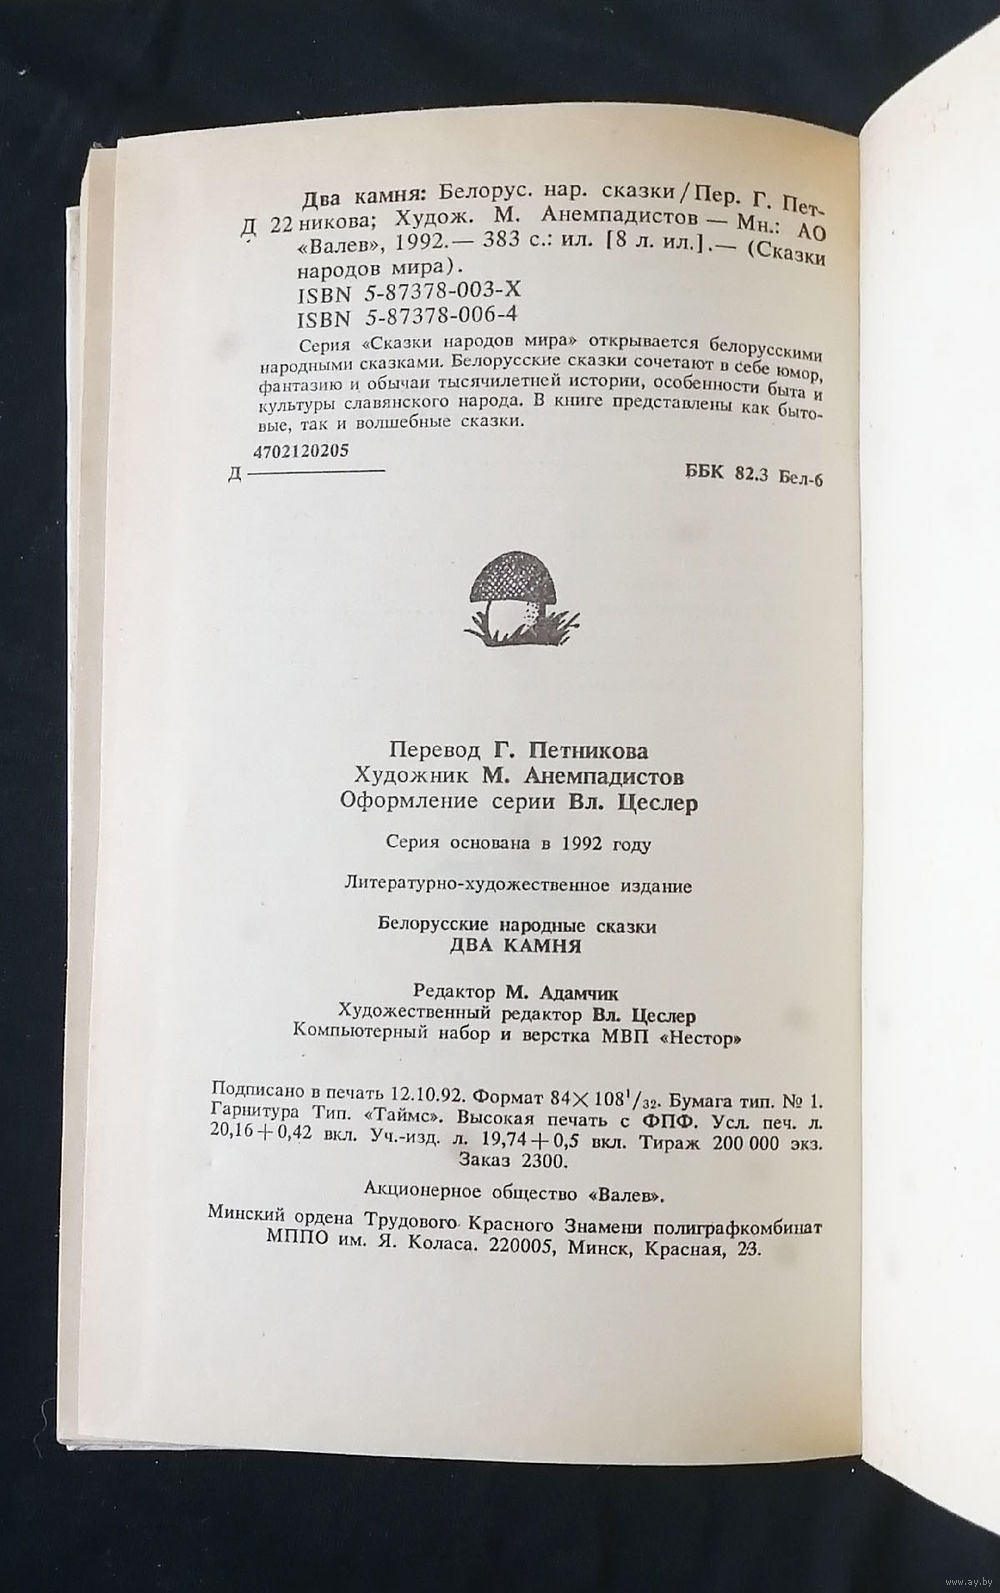 Два камня: Белорус. нар. сказки / Пер. Г. Пет-
Д 22 никова; Худож. М. Анемпадистов — Мн.: АО
«Валев», 1992.— 383 с.: ил. [8 л. ил.].— (Сказки
народов мира).
ISBN 5-87378-003-X
ISBN 5-87378-006-4
Серия «Сказки народов мира» открывается белорусскими
народными сказками. Белорусские сказки сочетают в себе юмор,
фантазию и обычаи тысячилетней истории, особенности быта и
культуры славянского народа. В книге представлены как быто-
вые, так и волшебные сказки.
4702120205
Д ———— ББК 82.3 Бел-6
Перевод Г. Петникова
Художник М. Анемпадистов
Оформление серии Вл. Цеслер
Серия основана в 1992 году
Литературно-художественное издание
Белорусские народные сказки
ДВА КАМНЯ
Редактор М. Адамчик
Художественный редактор Вл. Цеслер
Компьютерный набор и верстка МВП «Нестор»
Подписано в печать 12.10.92. Формат 84×108¹/₃₂. Бумага тип. № 1.
Гарнитура Тип. «Таймс». Высокая печать с ФПФ. Усл. печ. л.
20,16+0,42 вкл. Уч.-изд. л. 19,74+0,5 вкл. Тираж 200 000 экз.
Заказ 2300.
Акционерное общество «Валев».
Минский ордена Трудового Красного Знамени полиграфкомбинат
МППО им. Я. Коласа. 220005, Минск, Красная, 23.
www.ay.by